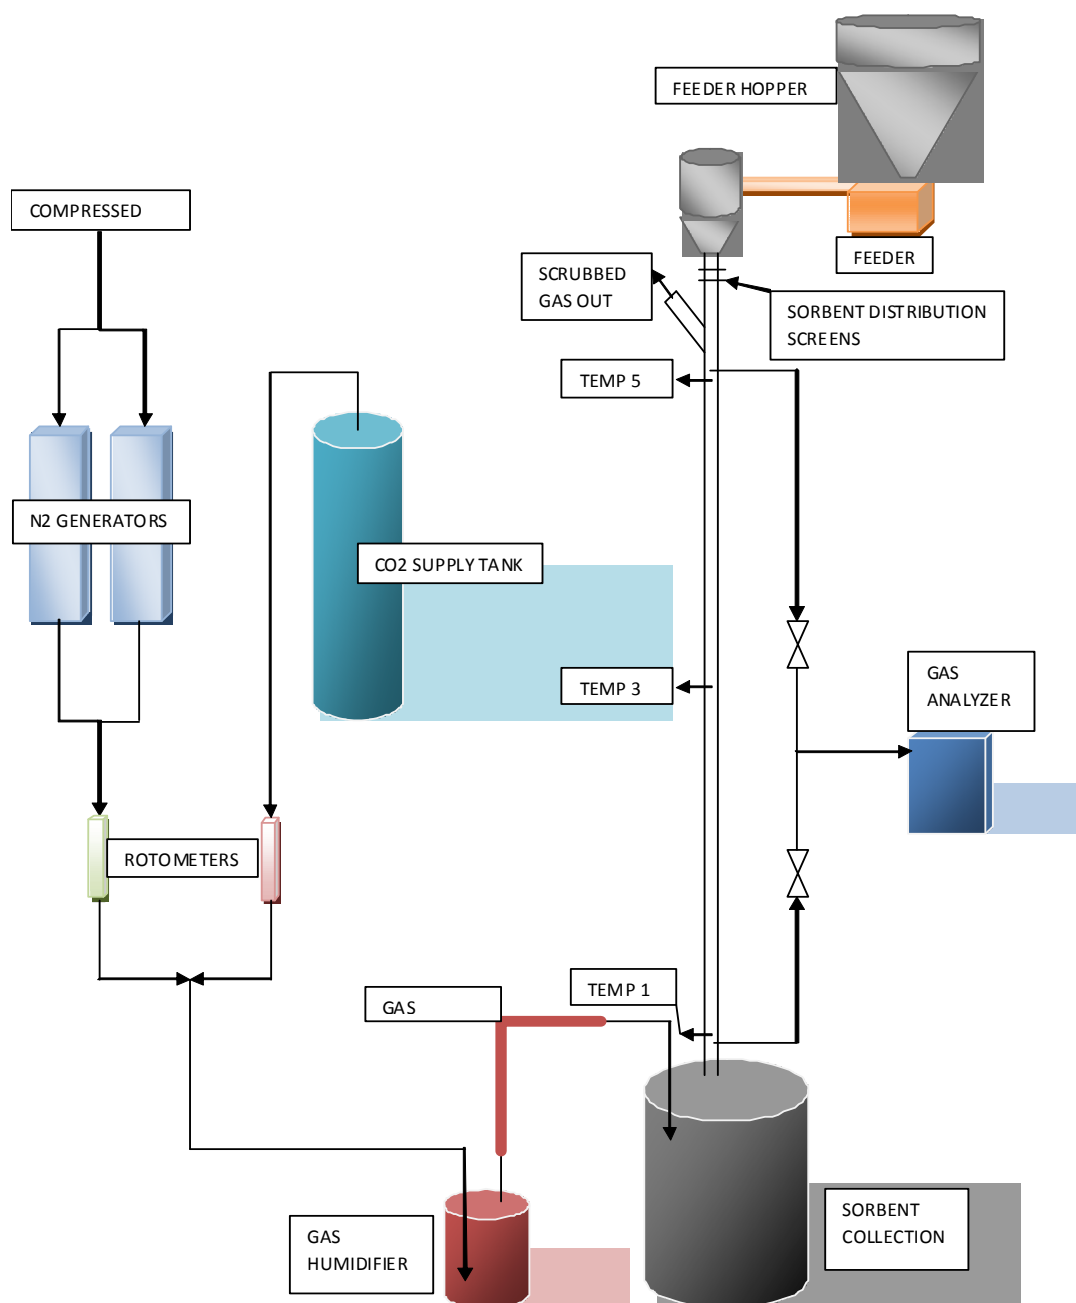 FEEDER HOPPER
COMPRESSED
FEEDER
SCRUBBED
GAS OUT
SORBENT DISTRIBUTION
SCREENS
TEMP 5
N2 GENERATORS
CO2 SUPPLY TANK
TEMP 3
GAS
ANALYZER
ROTOMETERS
TEMP 1
GAS
SORBENT
COLLECTION
GAS
HUMIDIFIER